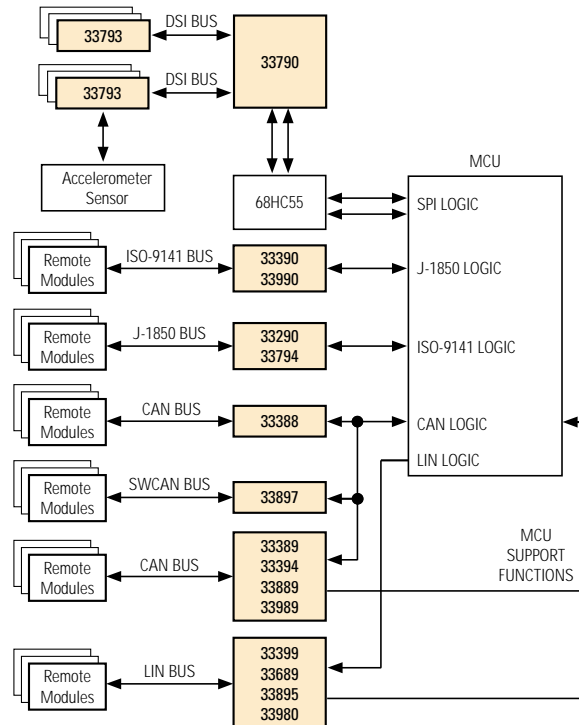 33793
DSI BUS
33790
33793
DSI BUS
Accelerometer
Sensor
68HC55
MCU
SPI LOGIC
Remote
Modules
ISO-9141 BUS
33390
33990
J-1850 LOGIC
Remote
Modules
J-1850 BUS
33290
33794
ISO-9141 LOGIC
Remote
Modules
CAN BUS
33388
CAN LOGIC
LIN LOGIC
Remote
Modules
SWCAN BUS
33897
Remote
Modules
CAN BUS
33389
33394
33889
33989
MCU
SUPPORT
FUNCTIONS
Remote
Modules
LIN BUS
33399
33689
33895
33980